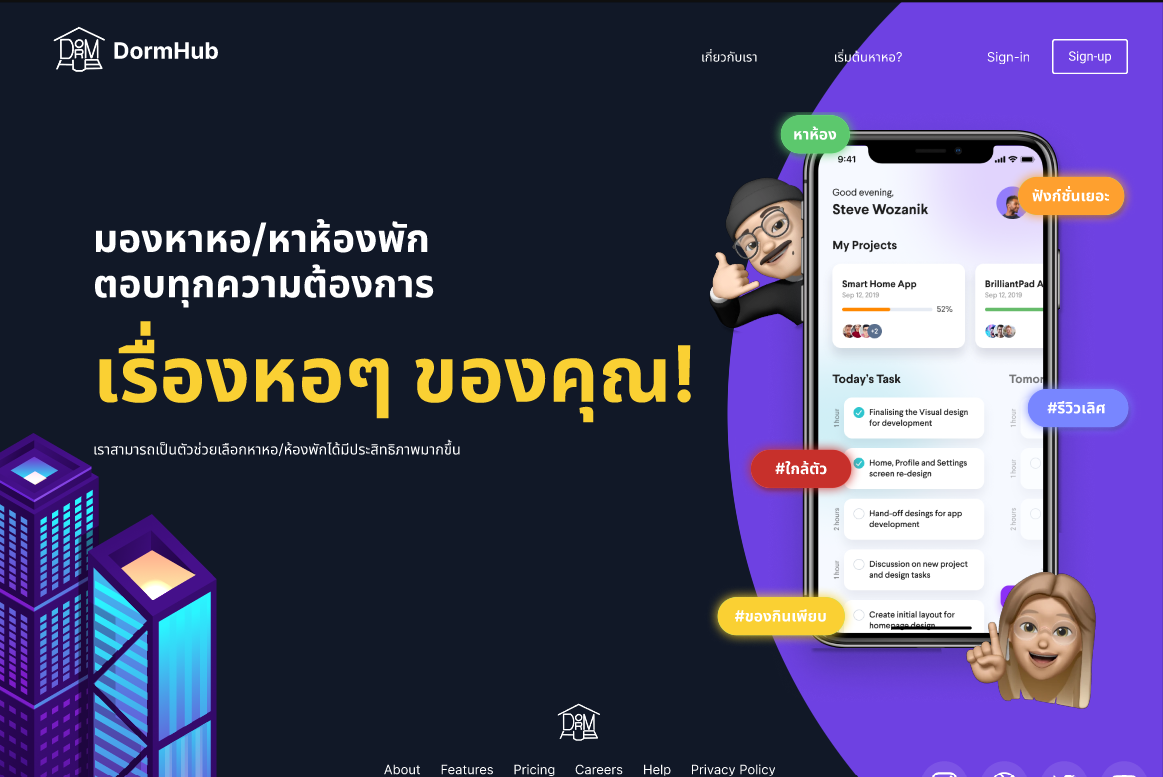 DORM
DormHub
เกี่ยวกับเรา
เริ่มต้นหาหอ?
Sign-in
Sign-up
มองหาหอ/หาห้องพัก
ตอบทุกความต้องการ
เรื่องหอๆ ของคุณ!
เราสามารถเป็นตัวช่วยเลือกหาหอ/ห้องพักได้มีประสิทธิภาพมากขึ้น
หาห้อง
9:41
Good evening,
Steve Wozanik
ฟังก์ชั่นเยอะ
My Projects
Smart Home App
Sep 12, 2019
52%
+2
BrilliantPad A
Sep 12, 2019
Today's Task
Tomor
#รีวิวเลิศ
1 hour
Finalising the Visual design
for development
1 hour
#ใกล้ตัว
Home, Profile and Settings
screen re-design
1 hour
2 hours
Hand-off desings for app
development
2 hours
1 hour
Discussion on new project
and design tasks
#ของกินเพียบ
Create initial layout for
homepage design
DORM
About
Features
Pricing
Careers
Help
Privacy Policy